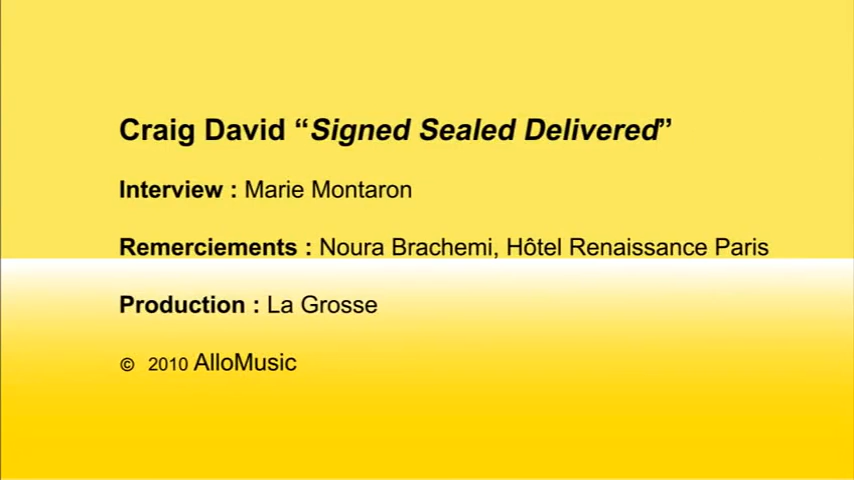 Craig David “Signed Sealed Delivered”
Interview : Marie Montaron
Remerciements : Noura Brachemi, Hôtel Renaissance Paris
Production : La Grosse
© 2010 AlloMusic